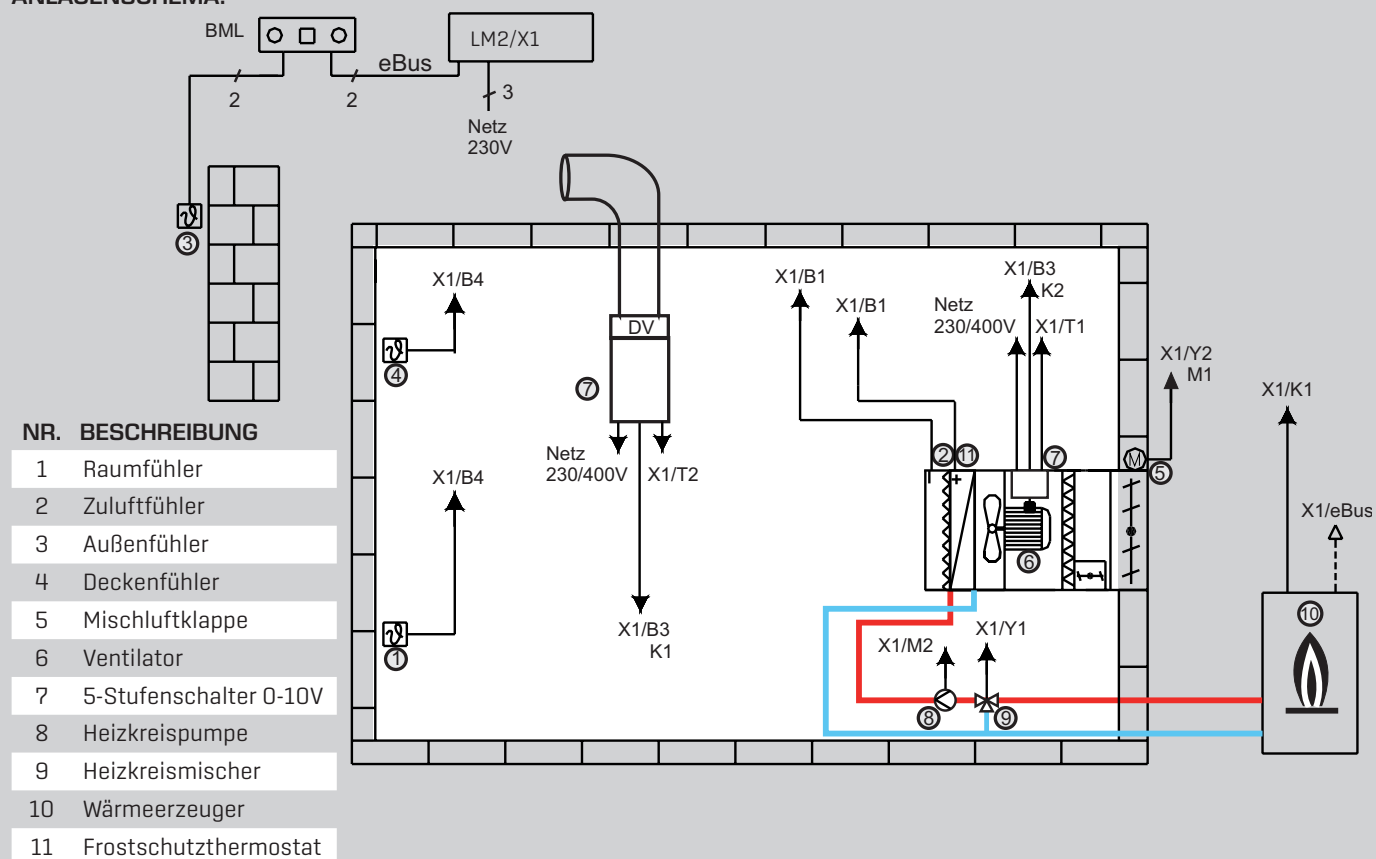 ANLAGENSCHEMA:
BML
LM2/X1
eBus
2
2
3
Netz
230V
3
X1/B4
4
X1/B4
1
DV
7
Netz
230/400V
X1/T2
X1/B3
K1
X1/B1
X1/B1
X1/B3
K2
Netz
230/400V
X1/T1
X1/Y2
M1
2
11
7
M
5
6
X1/K1
X1/eBus
10
X1/M2
X1/Y1
8
9
NR. BESCHREIBUNG
1 Raumfühler
2 Zuluftfühler
3 Außenfühler
4 Deckenfühler
5 Mischluftklappe
6 Ventilator
7 5-Stufenschalter 0-10V
8 Heizkreispumpe
9 Heizkreismischer
10 Wärmeerzeuger
11 Frostschutzthermostat